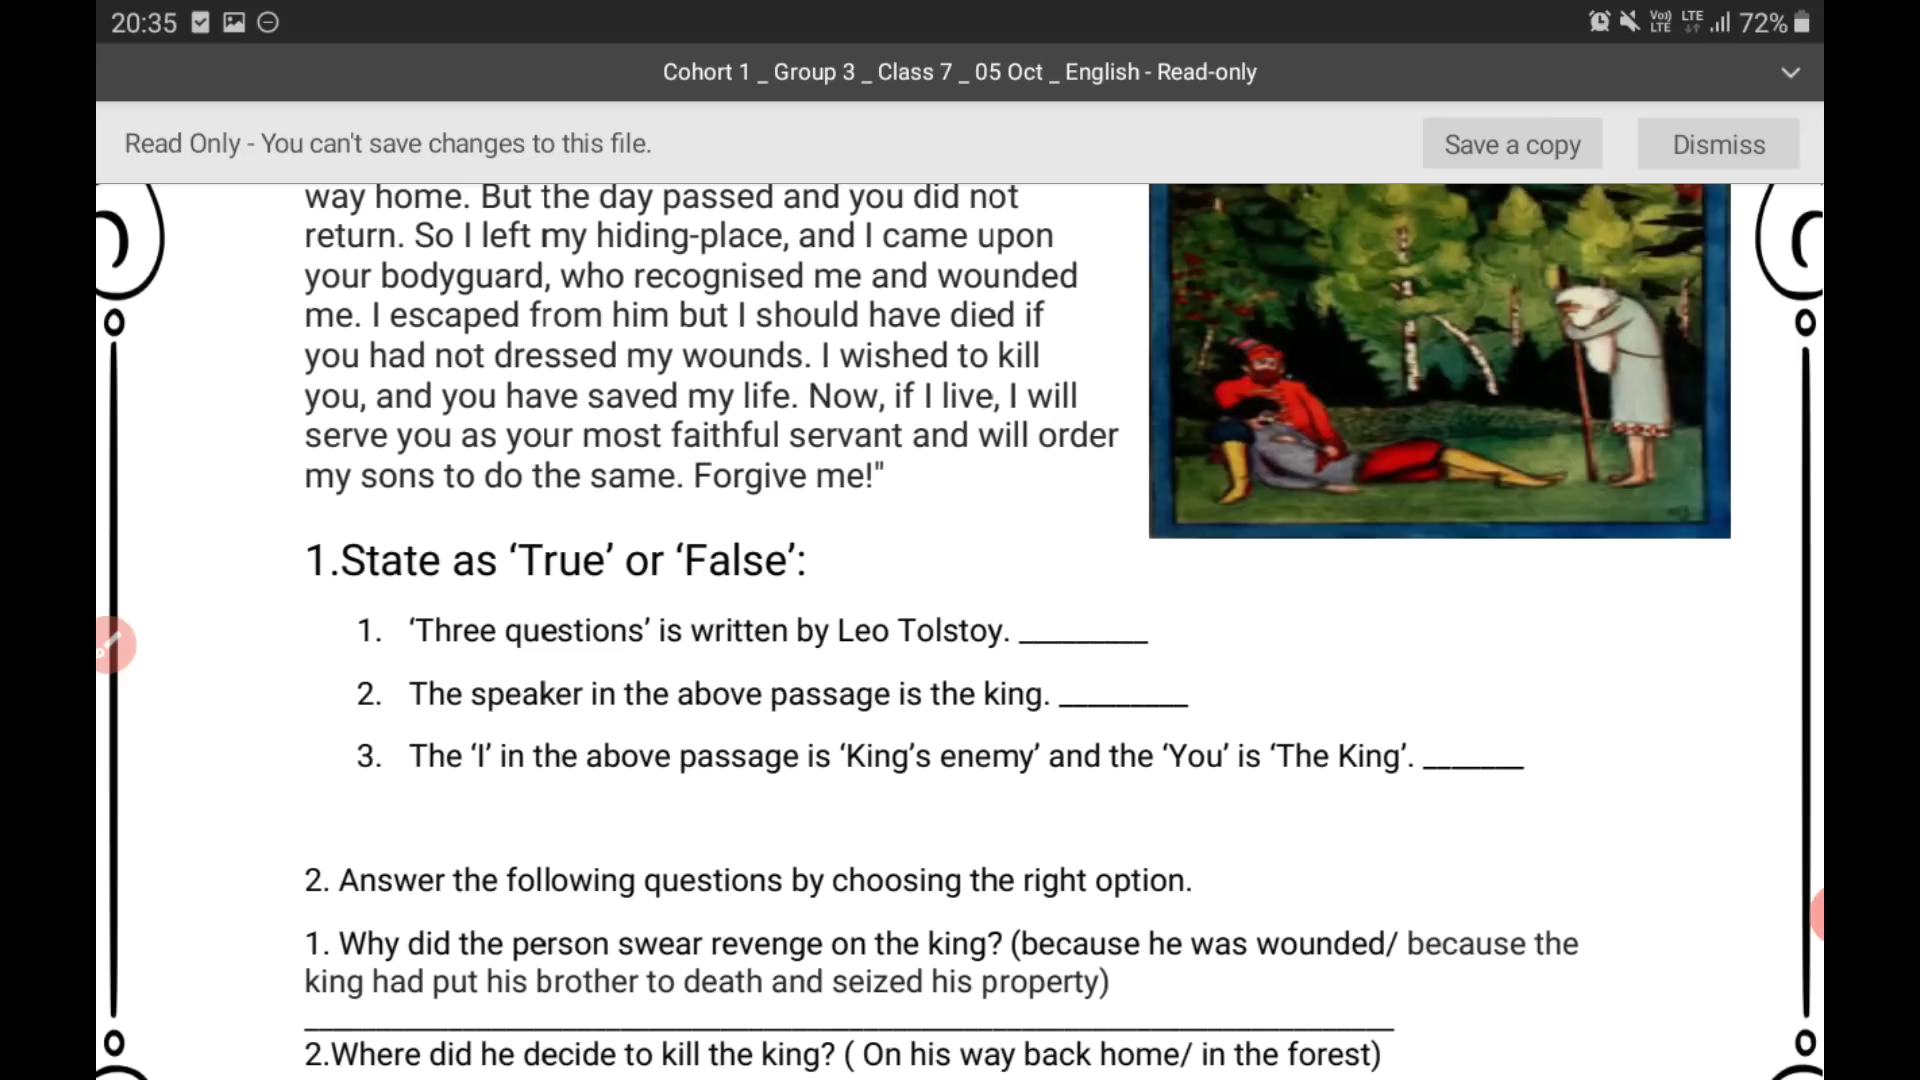 20:35
Vo)) LTE LTE 72%
Cohort 1 _ Group 3 _ Class 7 _ 05 Oct _ English - Read-only
Read Only - You can't save changes to this file.
Save a copy
Dismiss
way home. But the day passed and you did not
return. So I left my hiding-place, and I came upon
your bodyguard, who recognised me and wounded
me. I escaped from him but I should have died if
you had not dressed my wounds. I wished to kill
you, and you have saved my life. Now, if I live, I will
serve you as your most faithful servant and will order
my sons to do the same. Forgive me!"
1.State as ‘True’ or ‘False’:
1. ‘Three questions’ is written by Leo Tolstoy. _________
2. The speaker in the above passage is the king. _________
3. The ‘I’ in the above passage is ‘King’s enemy’ and the ‘You’ is ‘The King’. _______
2. Answer the following questions by choosing the right option.
1. Why did the person swear revenge on the king? (because he was wounded/ because the
king had put his brother to death and seized his property)
2.Where did he decide to kill the king? ( On his way back home/ in the forest)